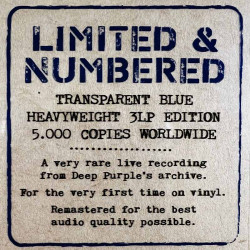 LIMITED &
NUMBERED
TRANSPARENT BLUE
HEAVYWEIGHT 3LP EDITION
5.000 COPIES WORLDWIDE
A very rare live recording
from Deep Purple's archive.
For the very first time on vinyl.
Remastered for the best
audio quality possible.